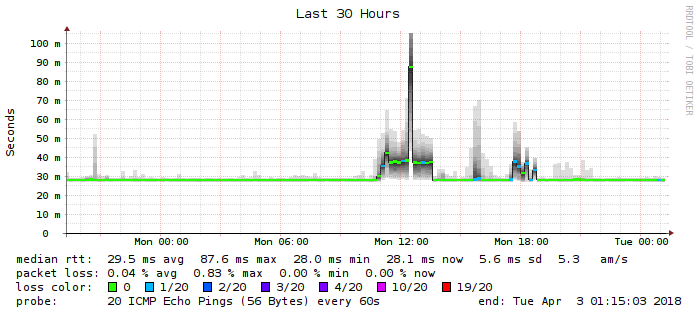 Last 30 Hours
RRDTOOL / TOBI OETIKER
Seconds
100 m
90 m
80 m
70 m
60 m
50 m
40 m
30 m
20 m
10 m
0
Mon 00:00 Mon 06:00 Mon 12:00 Mon 18:00 Tue 00:00
median rtt: 29.5 ms avg 87.6 ms max 28.0 ms min 28.1 ms now 5.6 ms sd 5.3 am/s
packet loss: 0.04 % avg 0.83 % max 0.00 % min 0.00 % now
loss color: 0 1/20 2/20 3/20 4/20 10/20 19/20
probe: 20 ICMP Echo Pings (56 Bytes) every 60s end: Tue Apr 3 01:15:03 2018